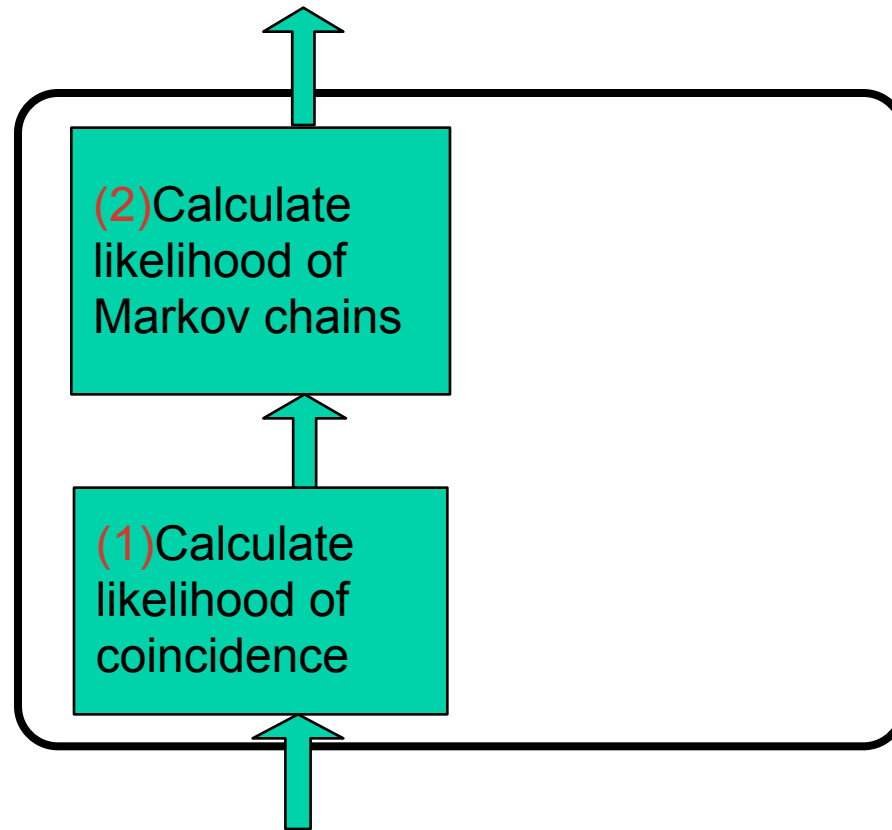 (2)Calculate
likelihood of
Markov chains
(1)Calculate
likelihood of
coincidence